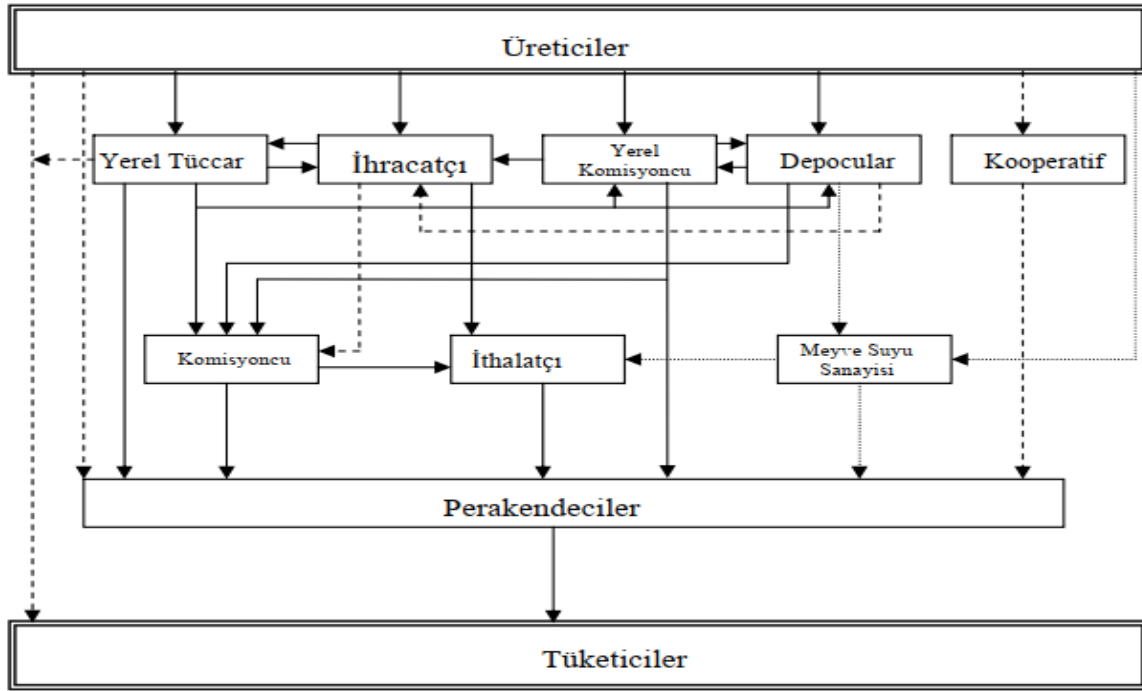 Üreticiler
Yerel Tüccar
İhracatçı
Yerel
Komisyoncu
Depocular
Kooperatif
Komisyoncu
İthalatçı
Meyve Suyu
Sanayisi
Perakendeciler
Tüketiciler